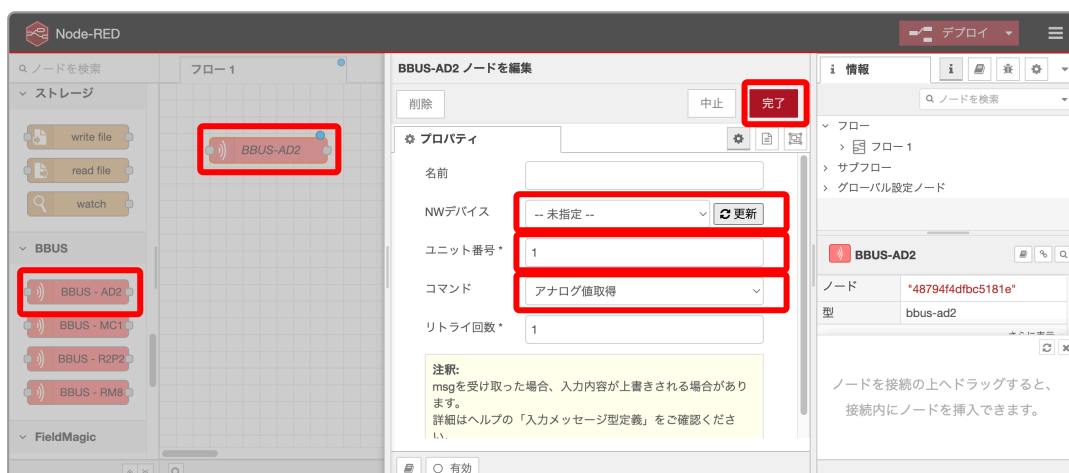 Node-RED
デプロイ
ノードを検索
ストレージ
write file
read file
watch
BBUS
BBUS - AD2
BBUS - MC1
BBUS - R2P2
BBUS - RM8
FieldMagic
フロー 1
BBUS-AD2
BBUS-AD2 ノードを編集
削除
中止
完了
プロパティ
名前
NWデバイス
-- 未指定 --
更新
ユニット番号 *
1
コマンド
アナログ値取得
リトライ回数 *
1
注釈:
msgを受け取った場合、入力内容が上書きされる場合があり
ます。
詳細はヘルプの「入力メッセージ型定義」をご確認くださ
い。
有効
情報
ノードを検索
フロー
フロー 1
サブフロー
グローバル設定ノード
BBUS-AD2
ノード
"48794f4dfbc5181e"
型
bbus-ad2
さらに表示
ノードを接続の上へドラッグすると、
接続内にノードを挿入できます。